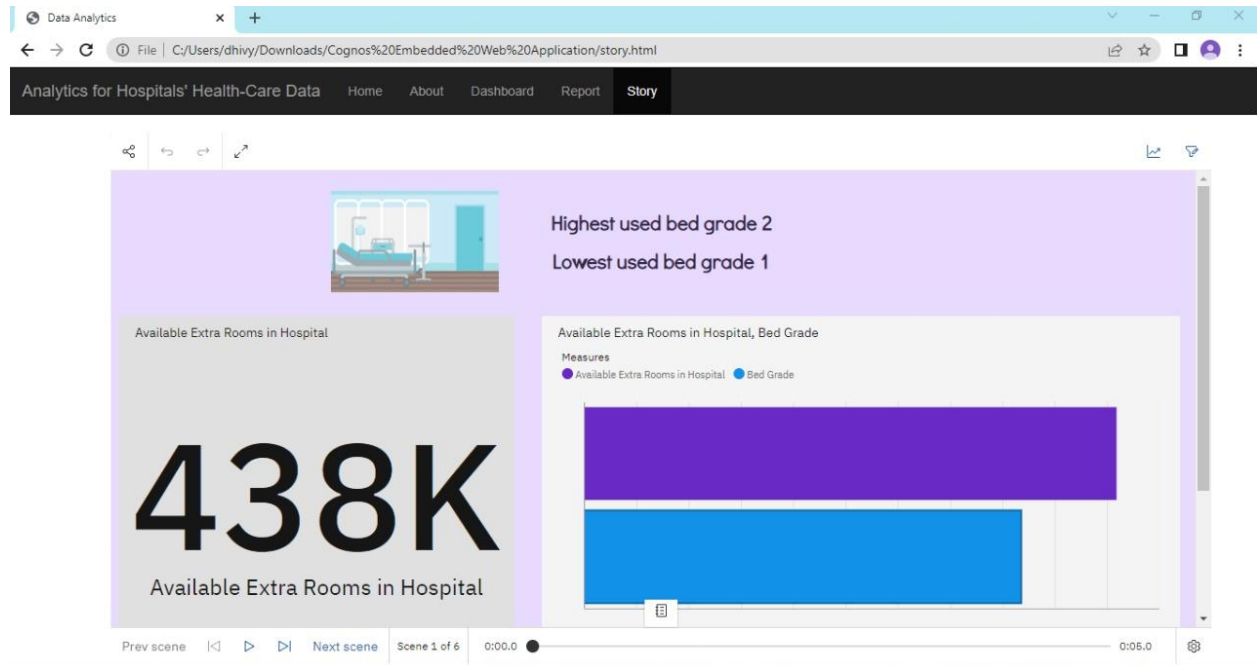 Data Analytics
File | C:/Users/dhivy/Downloads/Cognos%20Embedded%20Web%20Application/story.html
Analytics for Hospitals' Health-Care Data Home About Dashboard Report Story
Highest used bed grade 2
Lowest used bed grade 1
Available Extra Rooms in Hospital
438K
Available Extra Rooms in Hospital
Available Extra Rooms in Hospital, Bed Grade
Measures
Available Extra Rooms in Hospital Bed Grade
Prev scene Next scene Scene 1 of 6 0:00.0 0:05.0